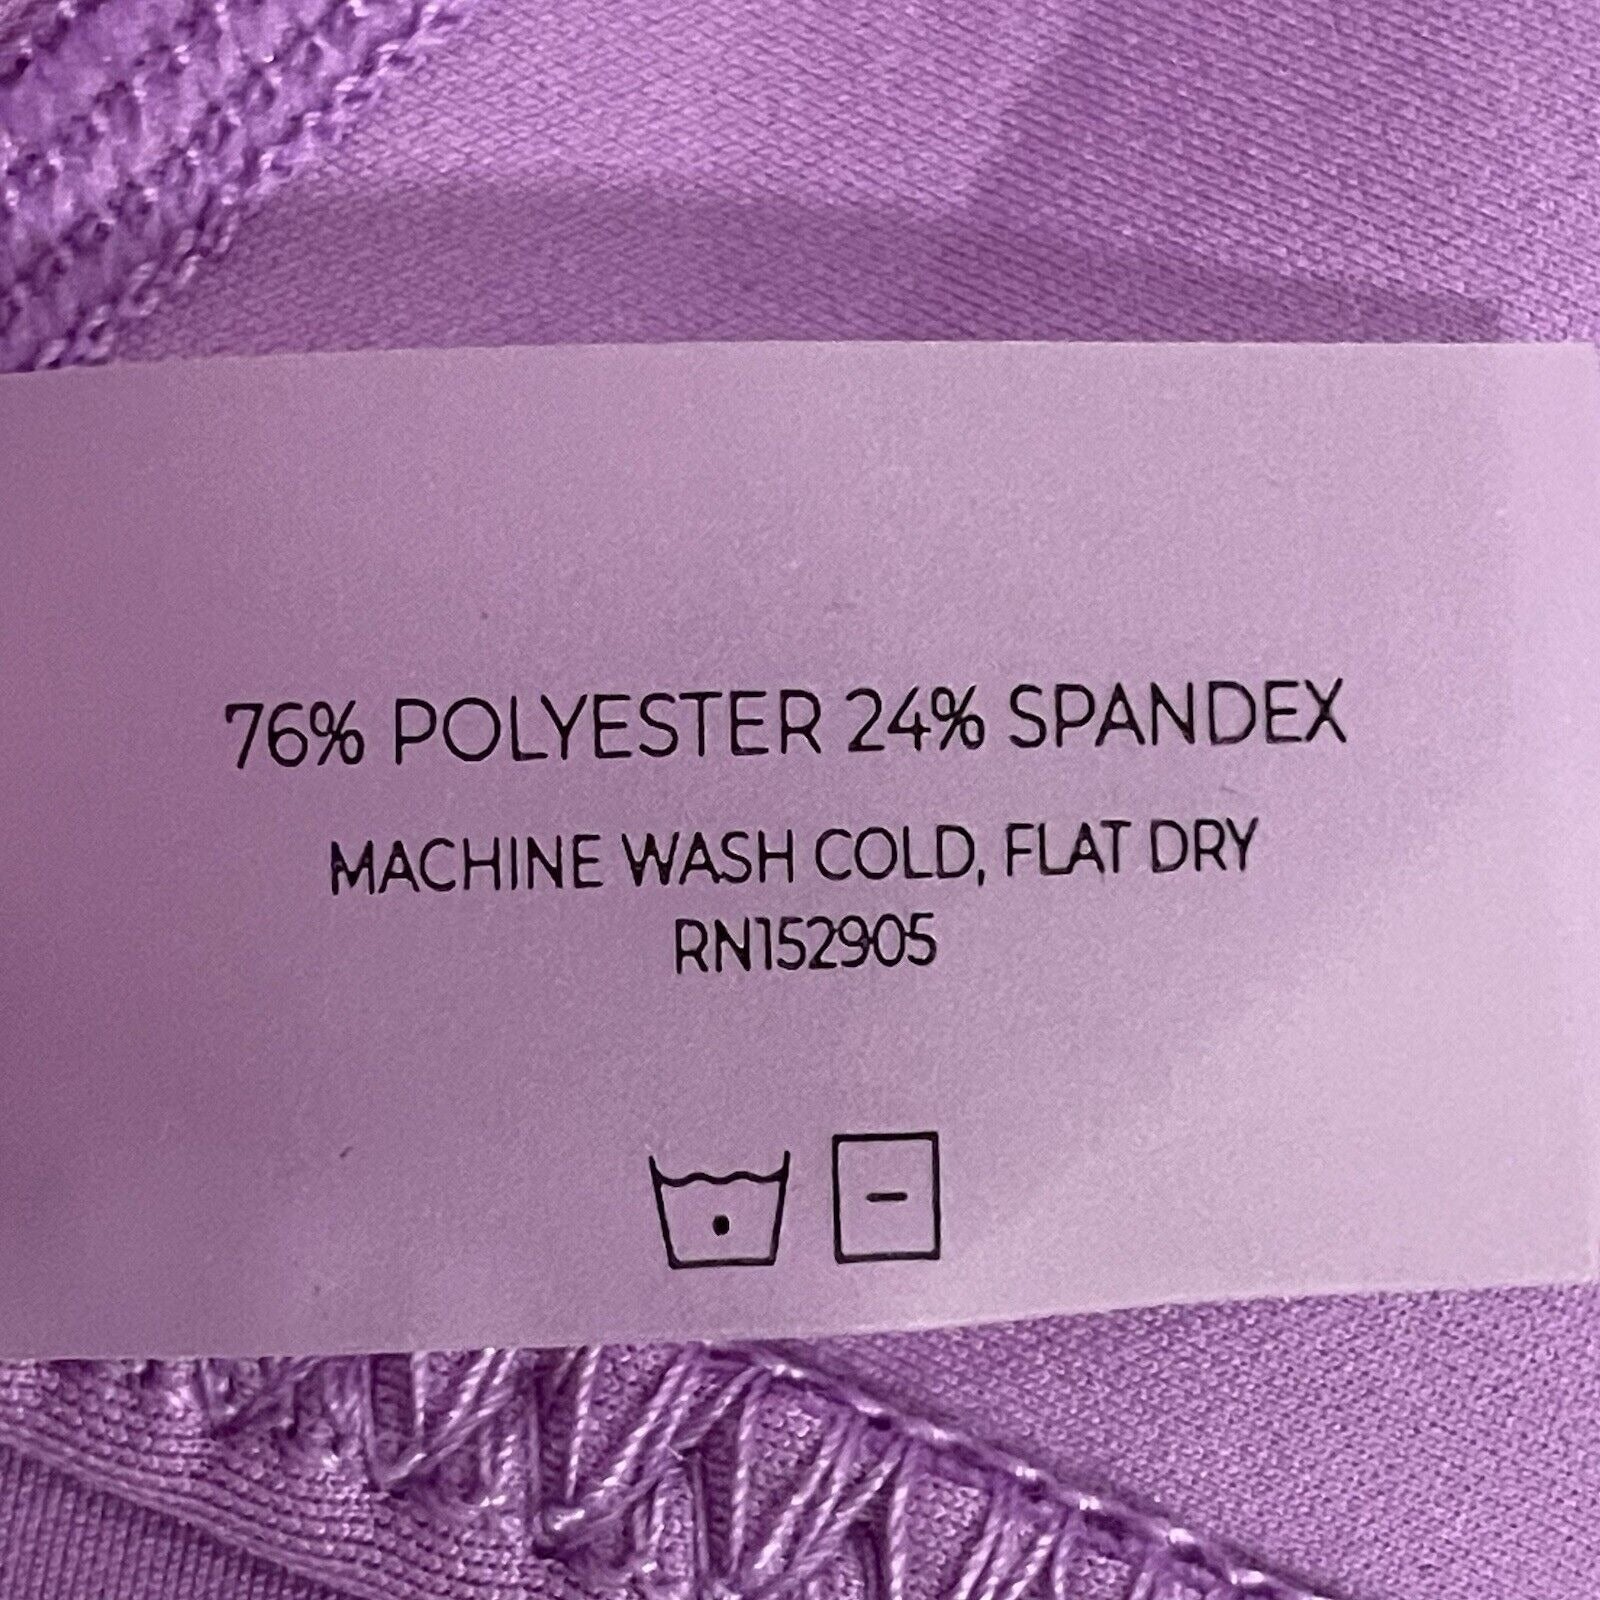 76% POLYESTER 24% SPANDEX
MACHINE WASH COLD, FLAT DRY
RN152905